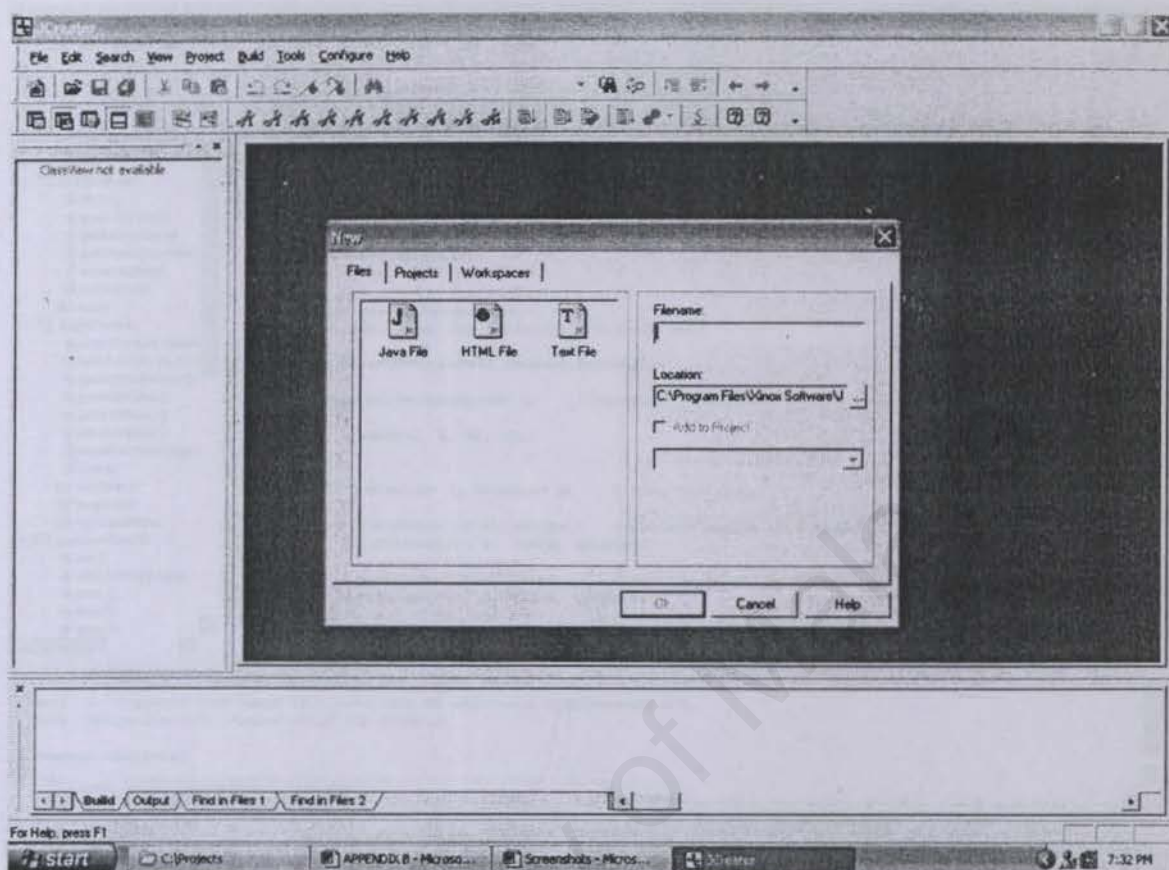 JCreator
File Edit Search View Project Build Tools Configure Help
ClassView not available
New
Files Projects Workspaces
Java File HTML File Text File
Filename:
Location:
C:\Program Files\Xinox Software\J ...
Add to Project
OK Cancel Help
Build Output Find in Files 1 Find in Files 2
For Help, press F1
start C:\Projects APPENDIX B - Microso... Screenshots - Micros... JCreator 7:32 PM
of